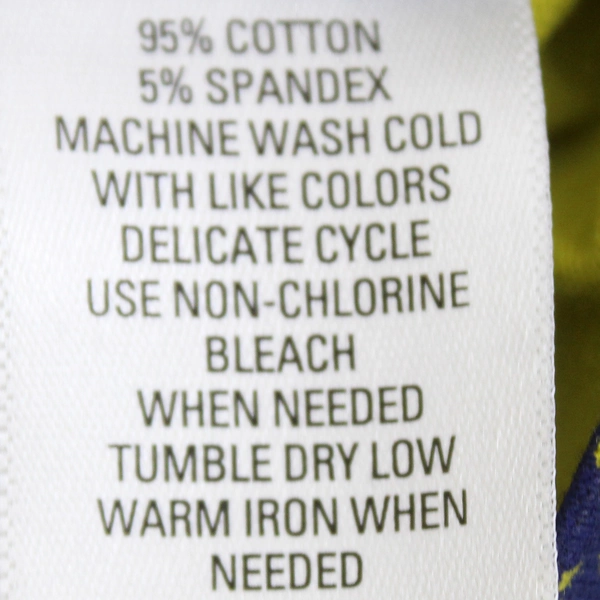 95% COTTON
5% SPANDEX
MACHINE WASH COLD
WITH LIKE COLORS
DELICATE CYCLE
USE NON-CHLORINE
BLEACH
WHEN NEEDED
TUMBLE DRY LOW
WARM IRON WHEN
NEEDED